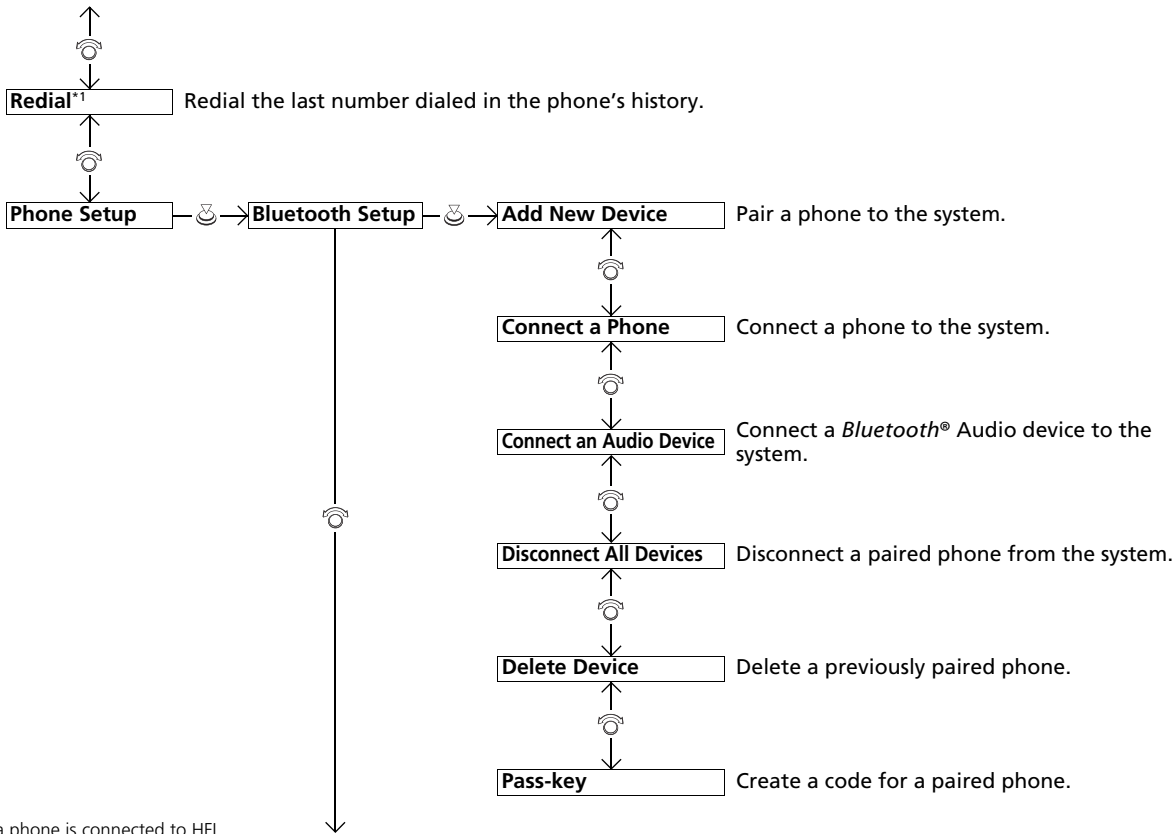 Redial*1 Redial the last number dialed in the phone's history.
Phone Setup Bluetooth Setup Add New Device Pair a phone to the system.
Connect a Phone Connect a phone to the system.
Connect an Audio Device Connect a Bluetooth® Audio device to the
system.
Disconnect All Devices Disconnect a paired phone from the system.
Delete Device Delete a previously paired phone.
Pass-key Create a code for a paired phone.
a phone is connected to HFL